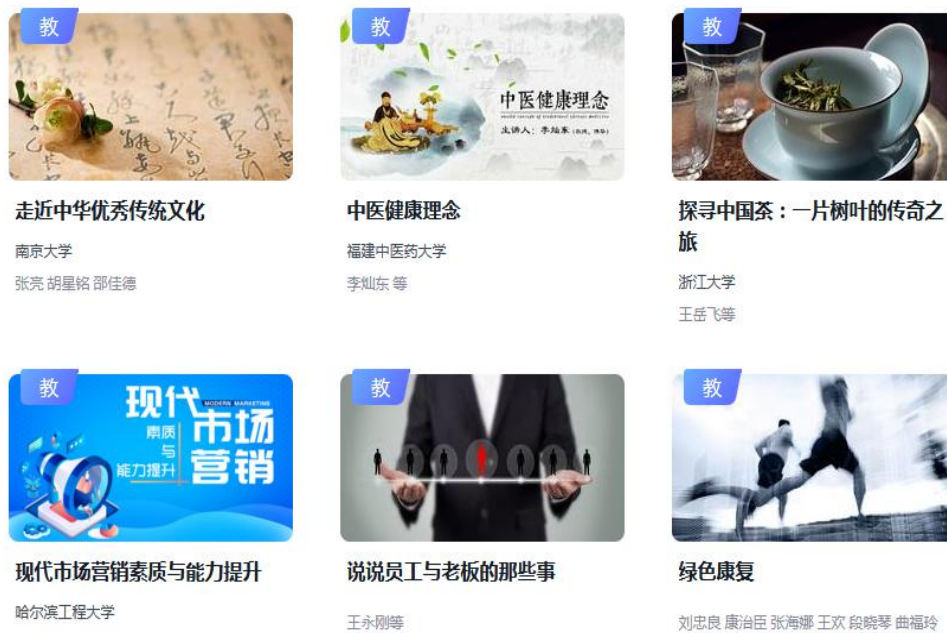 教
教
教
中医健康理念
主讲人：李灿东
走近中华优秀传统文化
中医健康理念
探寻中国茶：一片树叶的传奇之
旅
南京大学
福建中医药大学
浙江大学
张亮 胡星铭 邵佳德
李灿东 等
王岳飞等
教
教
教
现代
MODERN MARKETING
素质
与
能力提升
市场
营销
现代市场营销素质与能力提升
说说员工与老板的那些事
绿色康复
哈尔滨工程大学
王永刚等
刘忠良 康治臣 张海娜 王欢 段晓琴 曲福玲